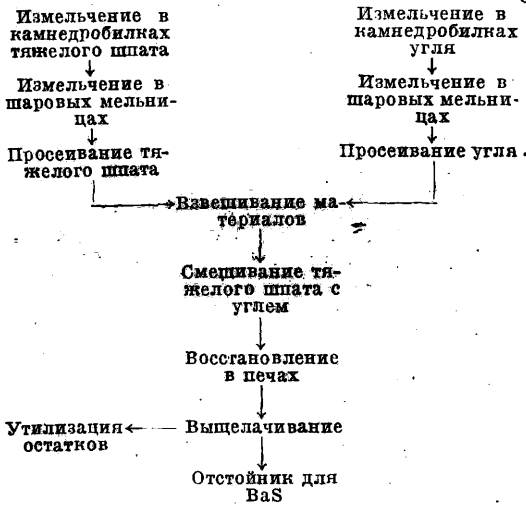 Измельчение в
камнедробилках
тяжелого шпата
Измельчение в
камнедробилках
угля
Измельчение в
шаровых мельни-
цах
Измельчение в
шаровых мельни-
цах
Просеивание тя-
желого шпата
Просеивание угля
Взвешивание ма-
териалов
Смешивание тя-
желого шпата с
углем
Восстановление
в печах
Утилизация
остатков
Выщелачивание
Отстойник для
BaS